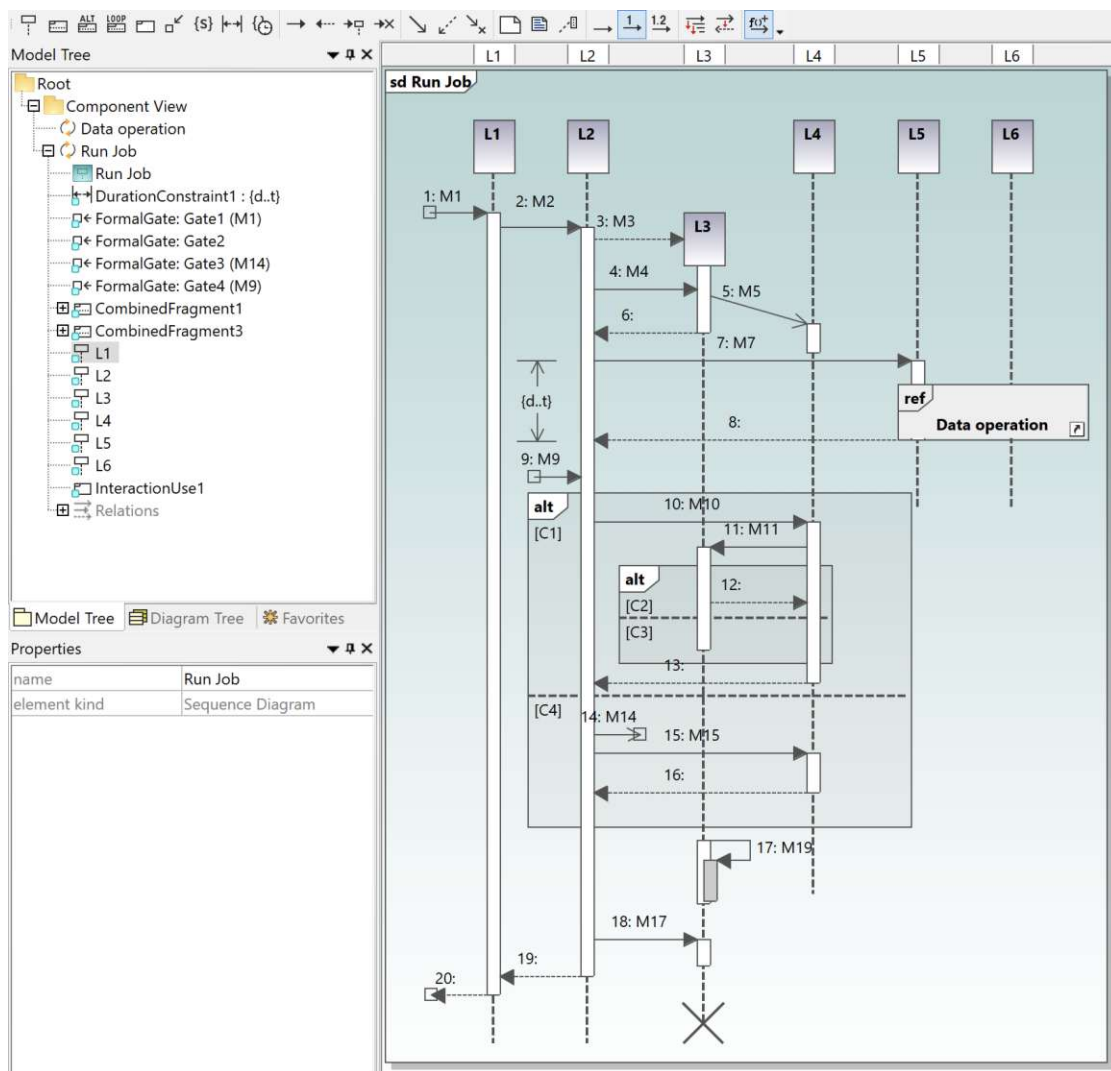 ALT LOOP {S} 1 1.2
Model Tree
Root
Component View
Data operation
Run Job
Run Job
DurationConstraint1 : {d..t}
FormalGate: Gate1 (M1)
FormalGate: Gate2
FormalGate: Gate3 (M14)
FormalGate: Gate4 (M9)
CombinedFragment1
CombinedFragment3
L1
L2
L3
L4
L5
L6
InteractionUse1
Relations
Model Tree Diagram Tree Favorites
Properties
name Run Job
element kind Sequence Diagram
L1 L2 L3 L4 L5 L6
sd Run Job
L1 L2 L4 L5 L6
1: M1
2: M2
3: M3
L3
4: M4
5: M5
6:
7: M7
{d..t}
ref
Data operation
8:
9: M9
alt
10: M10
[C1]
11: M11
alt
12:
[C2]
[C3]
13:
[C4]
14: M14
15: M15
16:
17: M19
18: M17
19:
20: